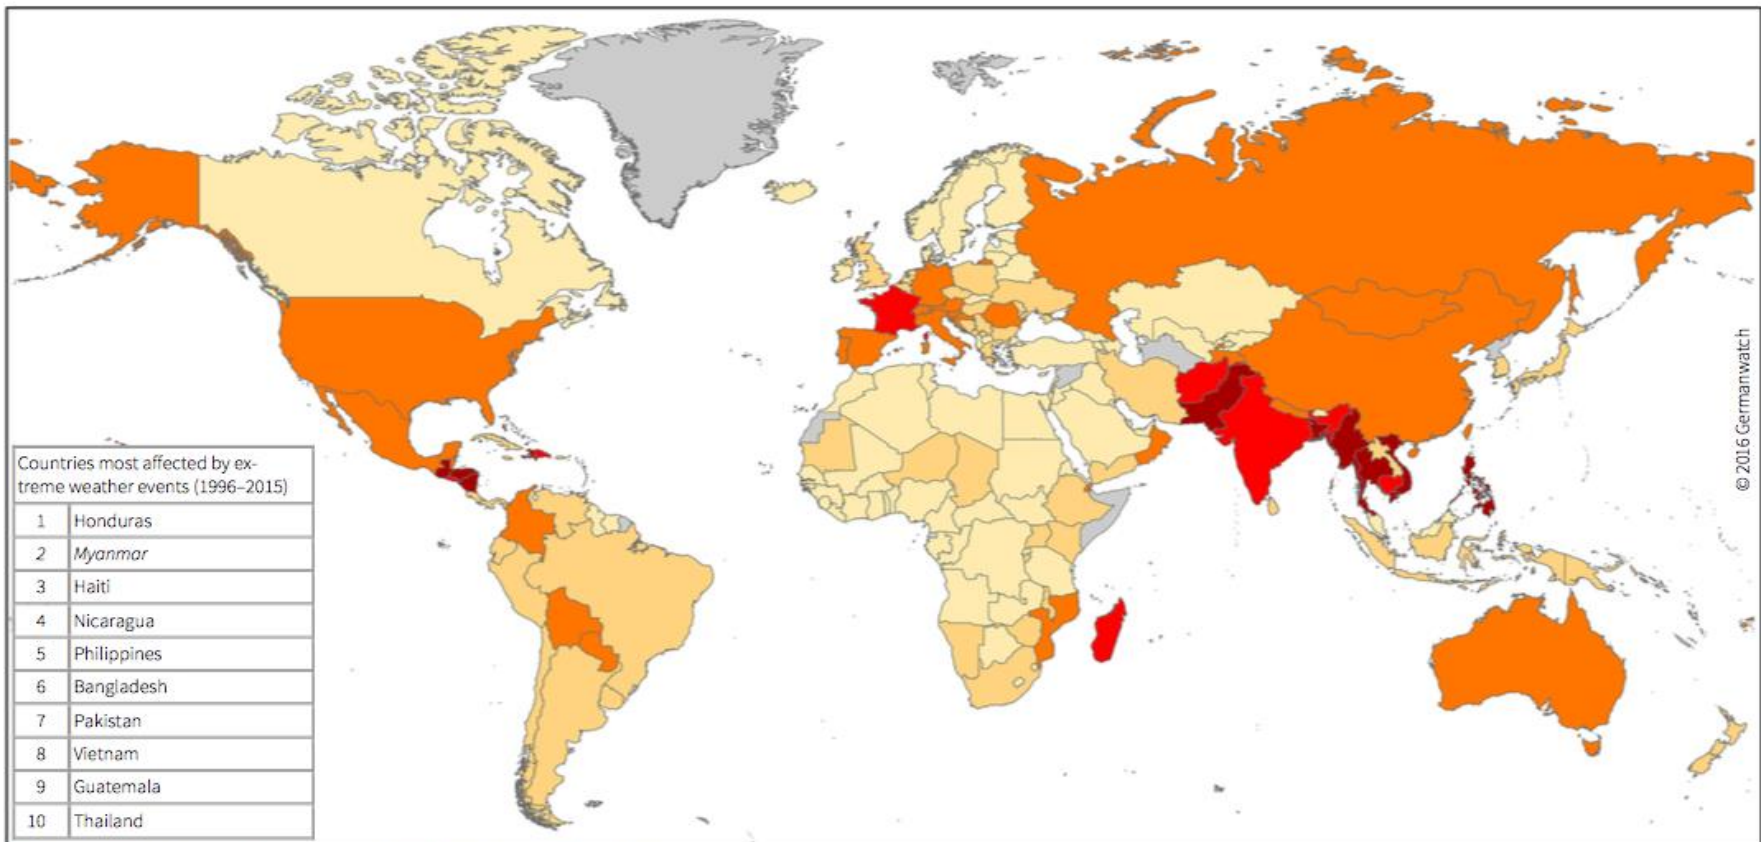 Countries most affected by ex-
treme weather events (1996–2015)
1 Honduras
2 Myanmar
3 Haiti
4 Nicaragua
5 Philippines
6 Bangladesh
7 Pakistan
8 Vietnam
9 Guatemala
10 Thailand
© 2016 Germanwatch